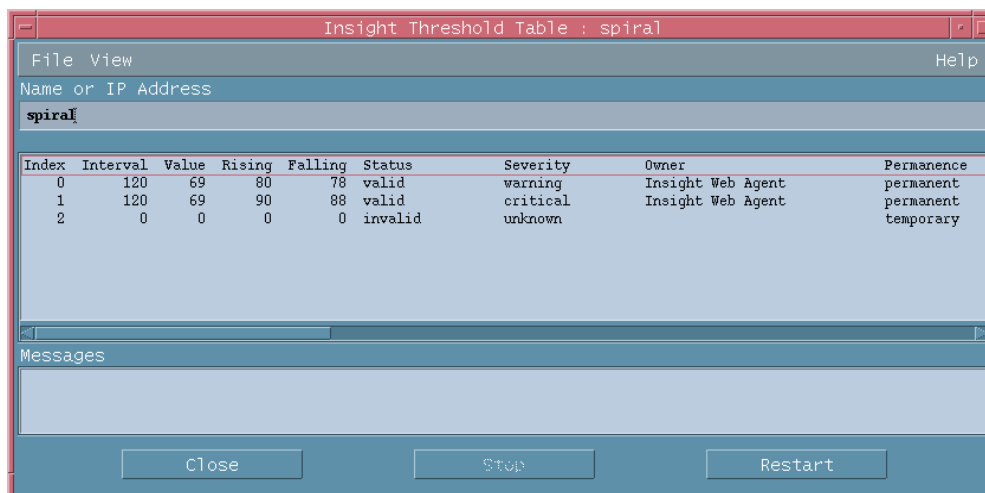 Insight Threshold Table : spiral
File View Help
Name or IP Address
spiral
Index Interval Value Rising Falling Status Severity Owner Permanence
0 120 69 80 78 valid warning Insight Web Agent permanent
1 120 69 90 88 valid critical Insight Web Agent permanent
2 0 0 0 0 invalid unknown temporary
Messages
Close Stop Restart